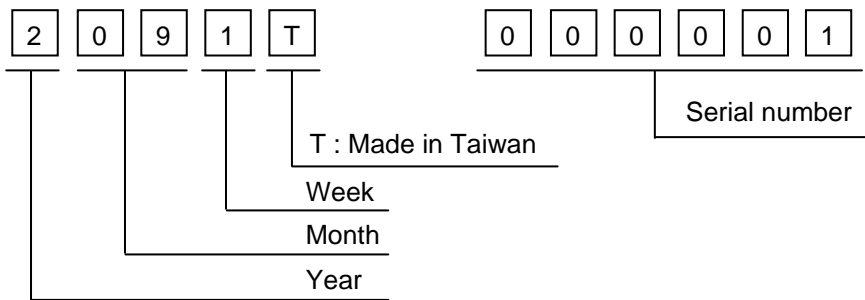 2 0 9 1 T 0 0 0 0 0 1
Serial number
T : Made in Taiwan
Week
Month
Year